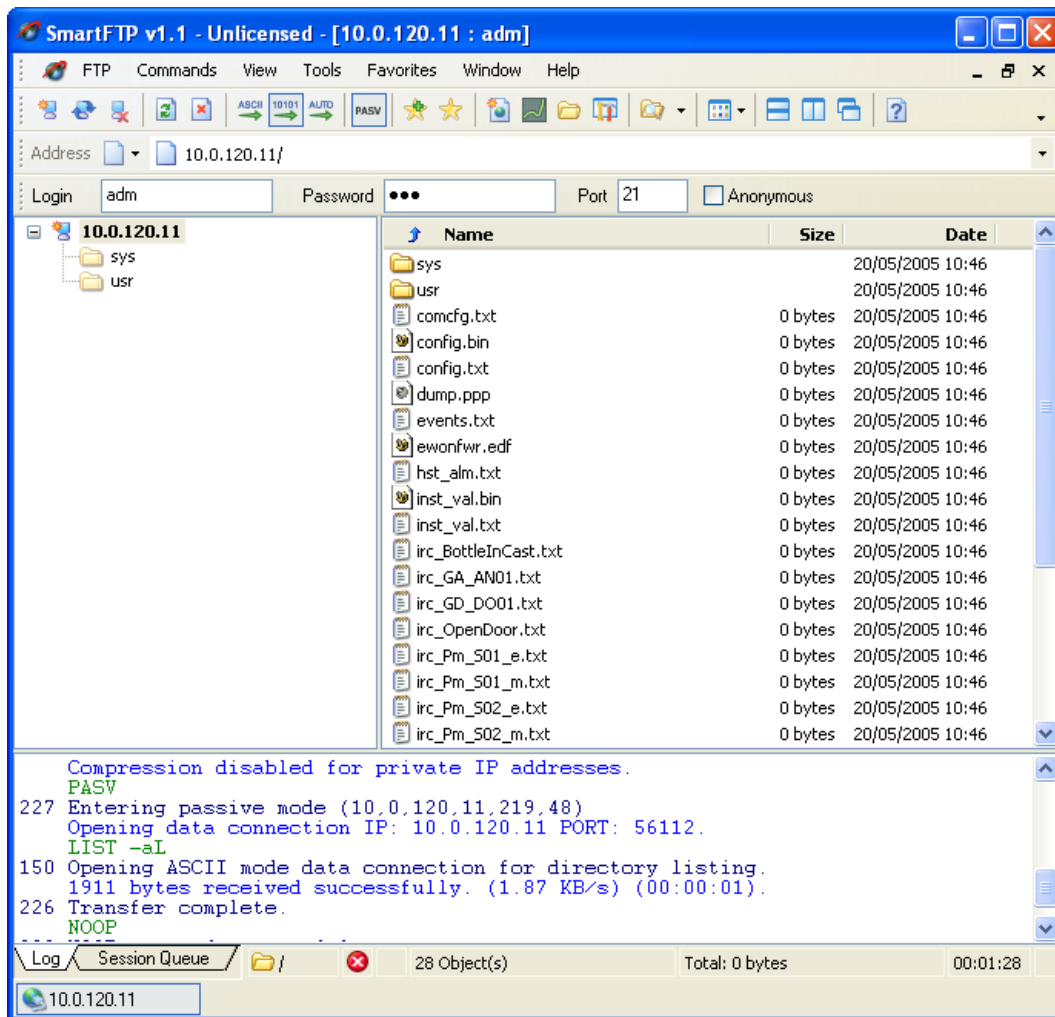 SmartFTP v1.1 - Unlicensed - [10.0.120.11 : adm]
FTP Commands View Tools Favorites Window Help
ASCII 10101 AUTO PASV
Address 10.0.120.11/
Login adm Password ●●● Port 21 Anonymous
10.0.120.11
sys
usr
Name Size Date
sys 20/05/2005 10:46
usr 20/05/2005 10:46
comcfg.txt 0 bytes 20/05/2005 10:46
config.bin 0 bytes 20/05/2005 10:46
config.txt 0 bytes 20/05/2005 10:46
dump.ppp 0 bytes 20/05/2005 10:46
events.txt 0 bytes 20/05/2005 10:46
ewonfwr.edf 0 bytes 20/05/2005 10:46
hst_alm.txt 0 bytes 20/05/2005 10:46
inst_val.bin 0 bytes 20/05/2005 10:46
inst_val.txt 0 bytes 20/05/2005 10:46
irc_BottleInCast.txt 0 bytes 20/05/2005 10:46
irc_GA_AN01.txt 0 bytes 20/05/2005 10:46
irc_GD_DO01.txt 0 bytes 20/05/2005 10:46
irc_OpenDoor.txt 0 bytes 20/05/2005 10:46
irc_Pm_S01_e.txt 0 bytes 20/05/2005 10:46
irc_Pm_S01_m.txt 0 bytes 20/05/2005 10:46
irc_Pm_S02_e.txt 0 bytes 20/05/2005 10:46
irc_Pm_S02_m.txt 0 bytes 20/05/2005 10:46
Compression disabled for private IP addresses.
PASV
227 Entering passive mode (10,0,120,11,219,48)
Opening data connection IP: 10.0.120.11 PORT: 56112.
LIST -aL
150 Opening ASCII mode data connection for directory listing.
1911 bytes received successfully. (1.87 KB/s) (00:00:01).
226 Transfer complete.
NOOP
Log Session Queue / 28 Object(s) Total: 0 bytes 00:01:28
10.0.120.11